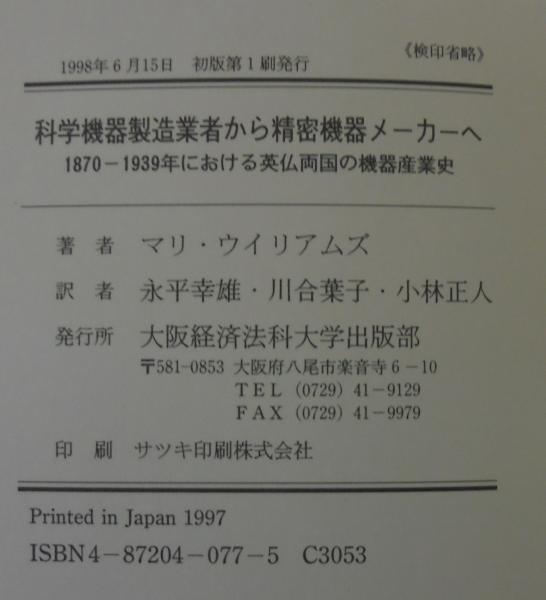 《検印省略》
1998年6月15日 初版第1刷発行
科学機器製造業者から精密機器メーカーへ
1870－1939年における英仏両国の機器産業史
著者 マリ・ウイリアムズ
訳者 永平幸雄・川合葉子・小林正人
発行所 大阪経済法科大学出版部
〒581-0853 大阪府八尾市楽音寺6－10
TEL (0729) 41－9129
FAX (0729) 41－9979
印刷 サツキ印刷株式会社
Printed in Japan 1997
ISBN4－87204－077－5 C3053